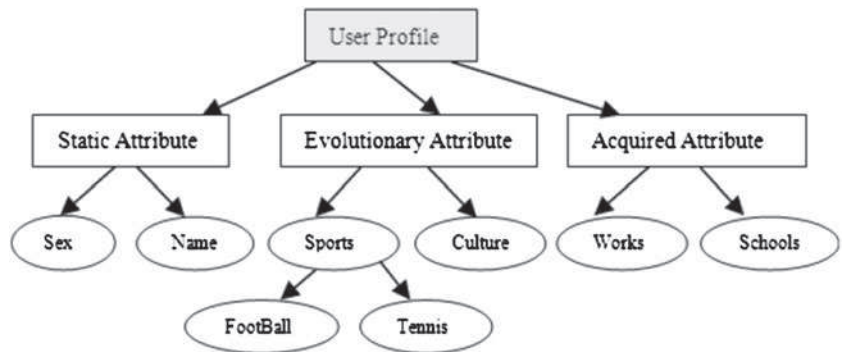 User Profile
Static Attribute
Evolutionary Attribute
Acquired Attribute
Sex
Name
Sports
Culture
Works
Schools
FootBall
Tennis